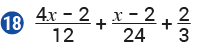 18 4x − 2/12 + x − 2/24 + 2/3